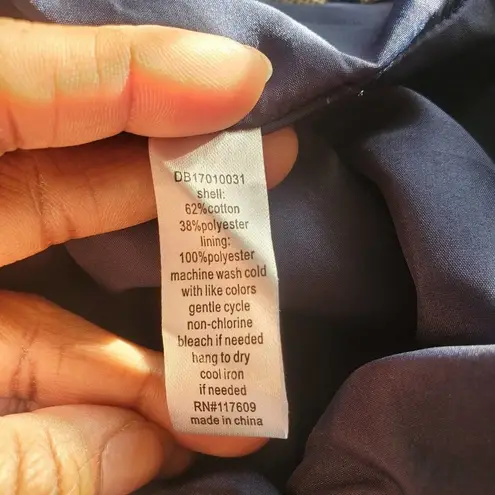 DB17010031
shell:
62%cotton
38%polyester
lining:
100%polyester
machine wash cold
with like colors
gentle cycle
non-chlorine
bleach if needed
hang to dry
cool iron
if needed
RN#117609
made in china